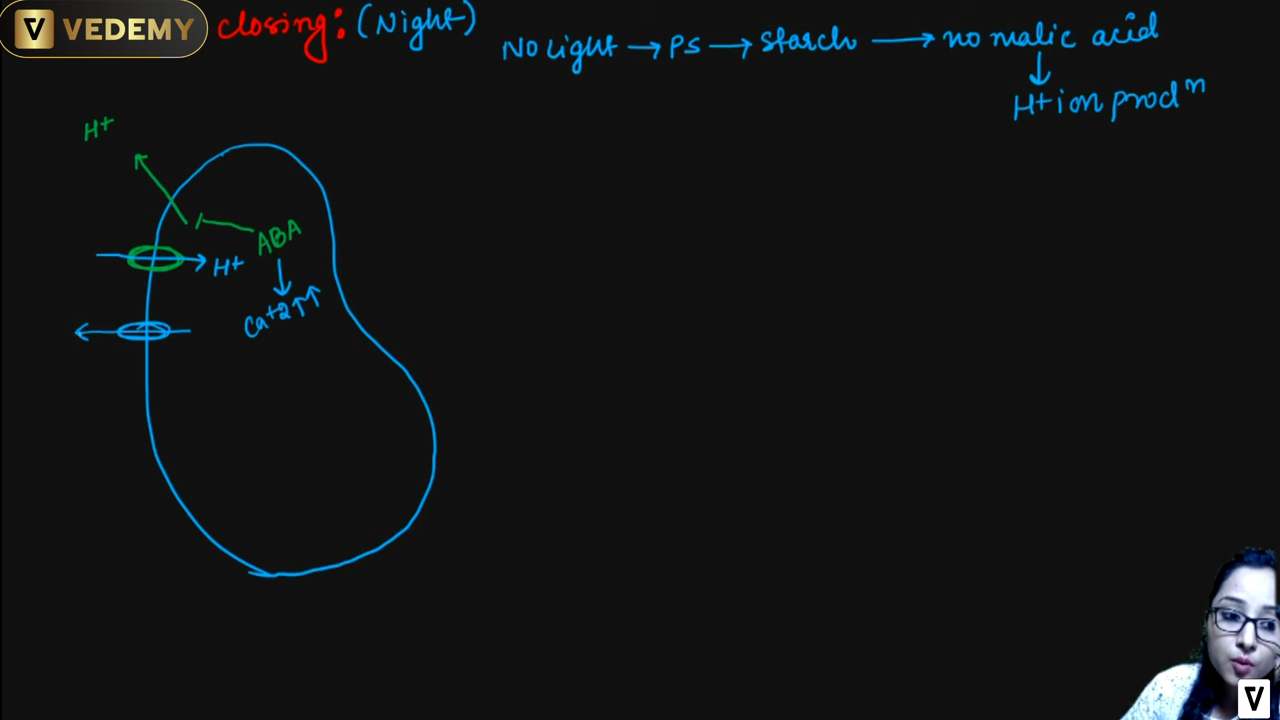 V VEDEMY
closing: (Night)
No Light → PS → Starch → no malic acid
↓
H+ ion prodⁿ
H+
ABA
H+
↓
Ca+2↑↑
V